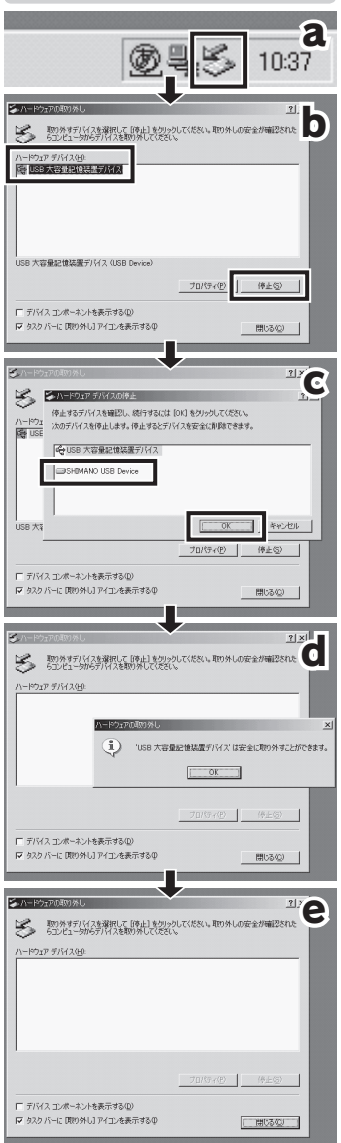 a
あ
10:37
b
ハードウェアの取り外し
取り外すデバイスを選択して [停止] をクリックしてください。取り外しの安全が確認された
らコンピュータからデバイスを取り外してください。
ハードウェア デバイス(H):
USB 大容量記憶装置デバイス
USB 大容量記憶装置デバイス (USB Device)
プロパティ(P) 停止(S)
デバイス コンポーネントを表示する(D)
タスク バーに [取り外し] アイコンを表示する(I)
閉じる(C)
c
ハードウェアの取り外し
ハードウェア デバイスの停止
停止するデバイスを確認し、続行するには [OK] をクリックしてください。
次のデバイスを停止します。停止するとデバイスを安全に削除できます。
ハードウェ
USB
USB 大容量記憶装置デバイス
SHIMANO USB Device
OK キャンセル
USB 大容
プロパティ(P) 停止(S)
デバイス コンポーネントを表示する(D)
タスク バーに [取り外し] アイコンを表示する(I)
閉じる(C)
d
ハードウェアの取り外し
取り外すデバイスを選択して [停止] をクリックしてください。取り外しの安全が確認された
らコンピュータからデバイスを取り外してください。
ハードウェア デバイス(H):
ハードウェアの取り外し
'USB 大容量記憶装置デバイス' は安全に取り外すことができます。
OK
プロパティ(P) 停止(S)
デバイス コンポーネントを表示する(D)
タスク バーに [取り外し] アイコンを表示する(I)
閉じる(C)
e
ハードウェアの取り外し
取り外すデバイスを選択して [停止] をクリックしてください。取り外しの安全が確認された
らコンピュータからデバイスを取り外してください。
ハードウェア デバイス(H):
プロパティ(P) 停止(S)
デバイス コンポーネントを表示する(D)
タスク バーに [取り外し] アイコンを表示する(I)
閉じる(C)